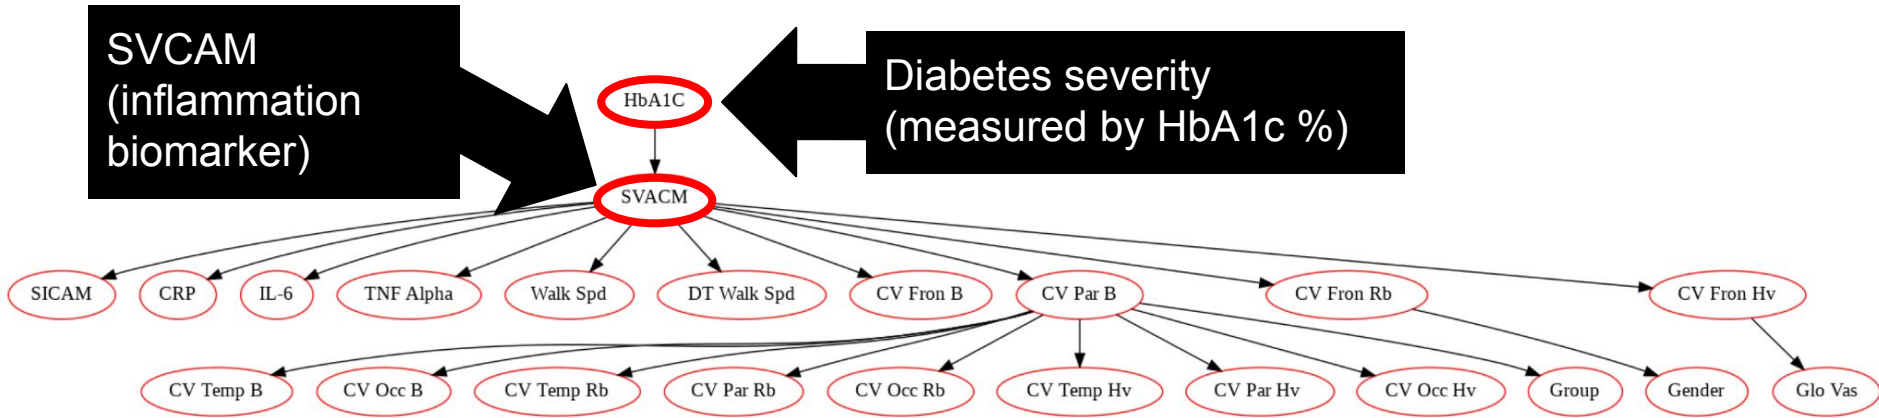 SVCAM
(inflammation
biomarker)
Diabetes severity
(measured by HbA1c %)
HbA1C
SVACM
SICAM
CRP
IL-6
TNF Alpha
Walk Spd
DT Walk Spd
CV Fron B
CV Par B
CV Fron Rb
CV Fron Hv
CV Temp B
CV Occ B
CV Temp Rb
CV Par Rb
CV Occ Rb
CV Temp Hv
CV Par Hv
CV Occ Hv
Group
Gender
Glo Vas